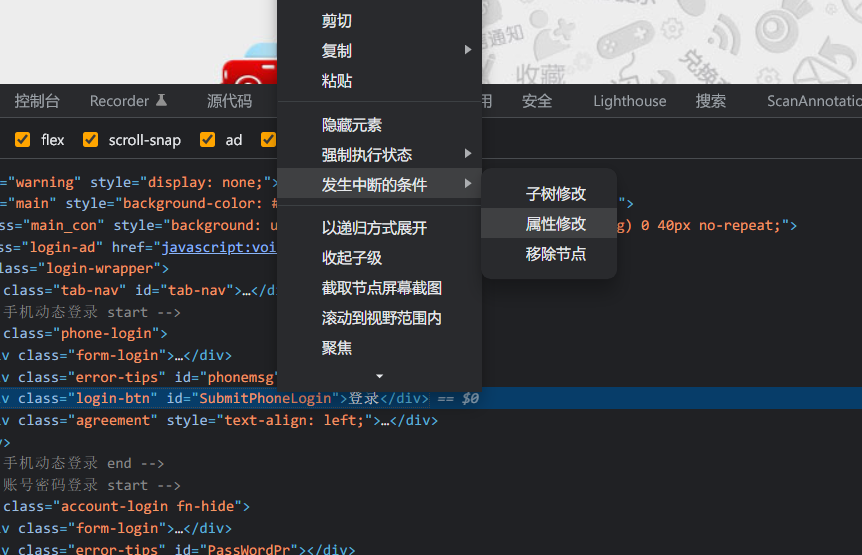 剪切
复制
粘贴
通知
收藏
兑换
控制台 Recorder 源代码 用 安全 Lighthouse 搜索 ScanAnnotatio
flex scroll-snap ad
隐藏元素
强制执行状态
发生中断的条件
子树修改
属性修改
移除节点
以递归方式展开
收起子级
截取节点屏幕截图
滚动到视野范围内
聚焦
="warning" style="display: none;">
="main" style="background-color: # ">
ss="main_con" style="background: u g) 0 40px no-repeat;">
ss="login-ad" href="javascript:voi
lass="login-wrapper">
class="tab-nav" id="tab-nav">…</di
手机动态登录 start -->
class="phone-login">
v class="form-login">…</div>
v class="error-tips" id="phonemsg"
v class="login-btn" id="SubmitPhoneLogin">登录</div> == $0
v class="agreement" style="text-align: left;">…</div>
v>
手机动态登录 end -->
账号密码登录 start -->
class="account-login fn-hide">
v class="form-login">…</div>
v class="error-tips" id="PassWordPr"></div>